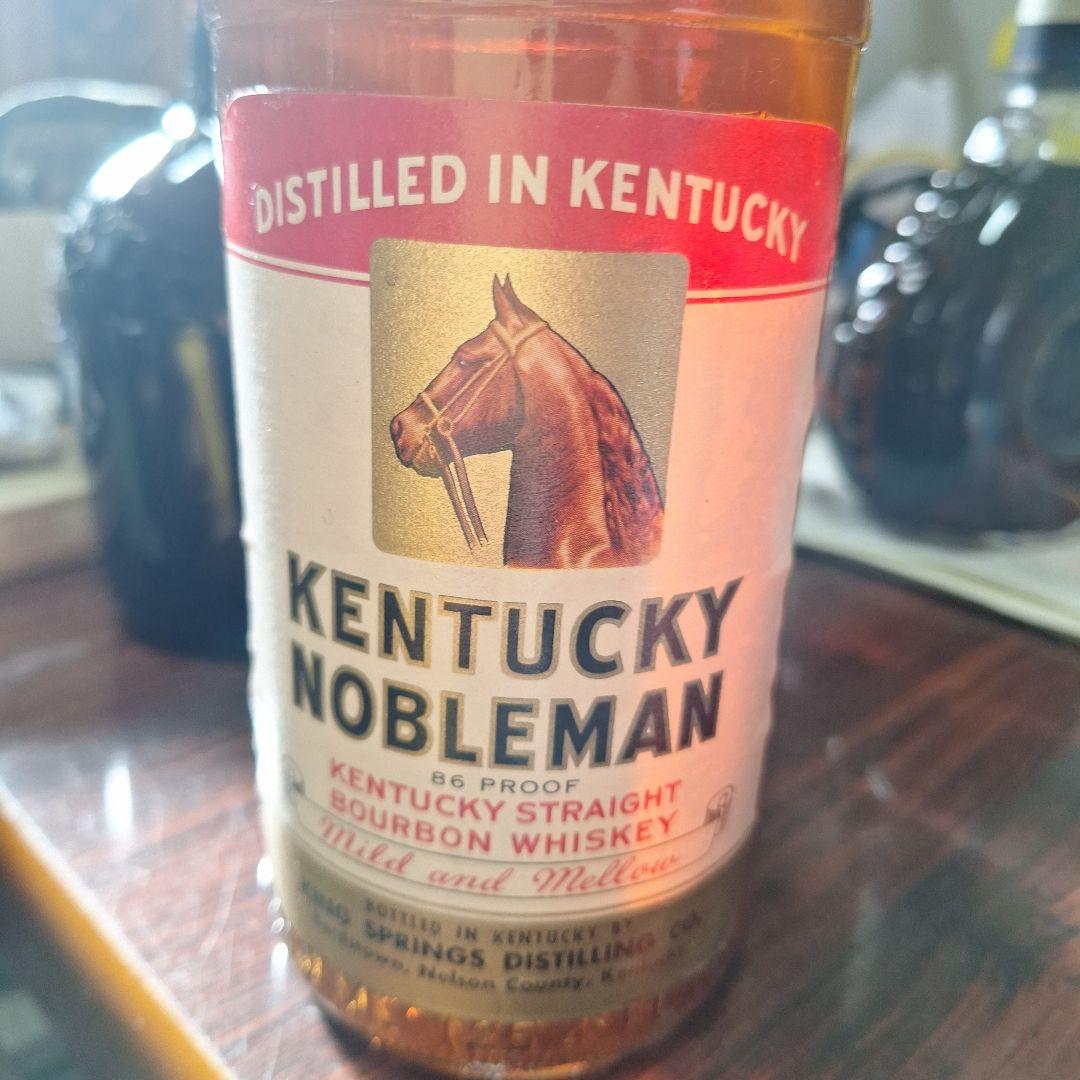 DISTILLED IN KENTUCKY
KENTUCKY
NOBLEMAN
86 PROOF
KENTUCKY STRAIGHT
BOURBON WHISKEY
Mild and Mellow
BOTTLED IN KENTUCKY BY
SPRINGS DISTILLING CO.
Nelson County,